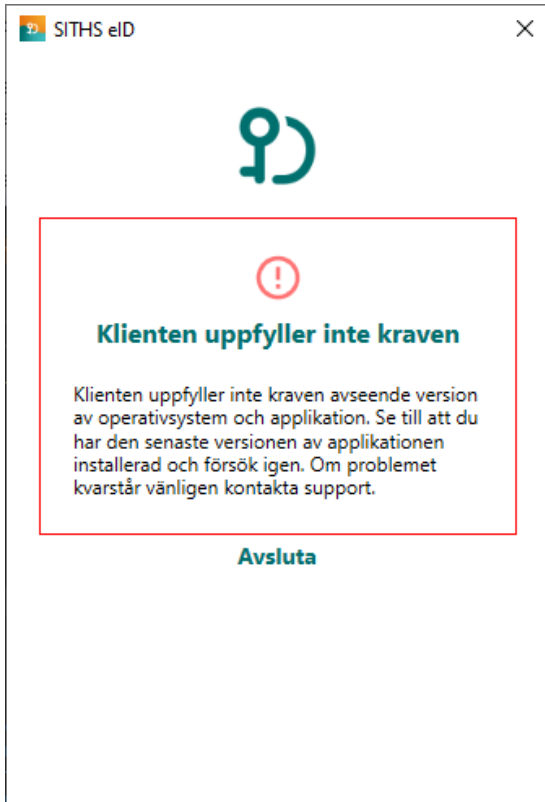 SITHS eID
Klienten uppfyller inte kraven
Klienten uppfyller inte kraven avseende version
av operativsystem och applikation. Se till att du
har den senaste versionen av applikationen
installerad och försök igen. Om problemet
kvarstår vänligen kontakta support.
Avsluta